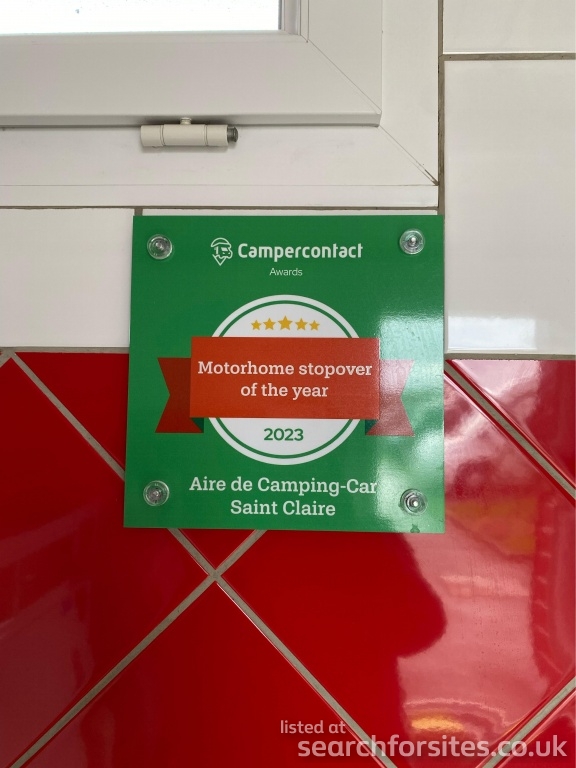 Campercontact
Awards
Motorhome stopover
of the year
2023
Aire de Camping-Car
Saint Claire
listed at
searchforsites.co.uk